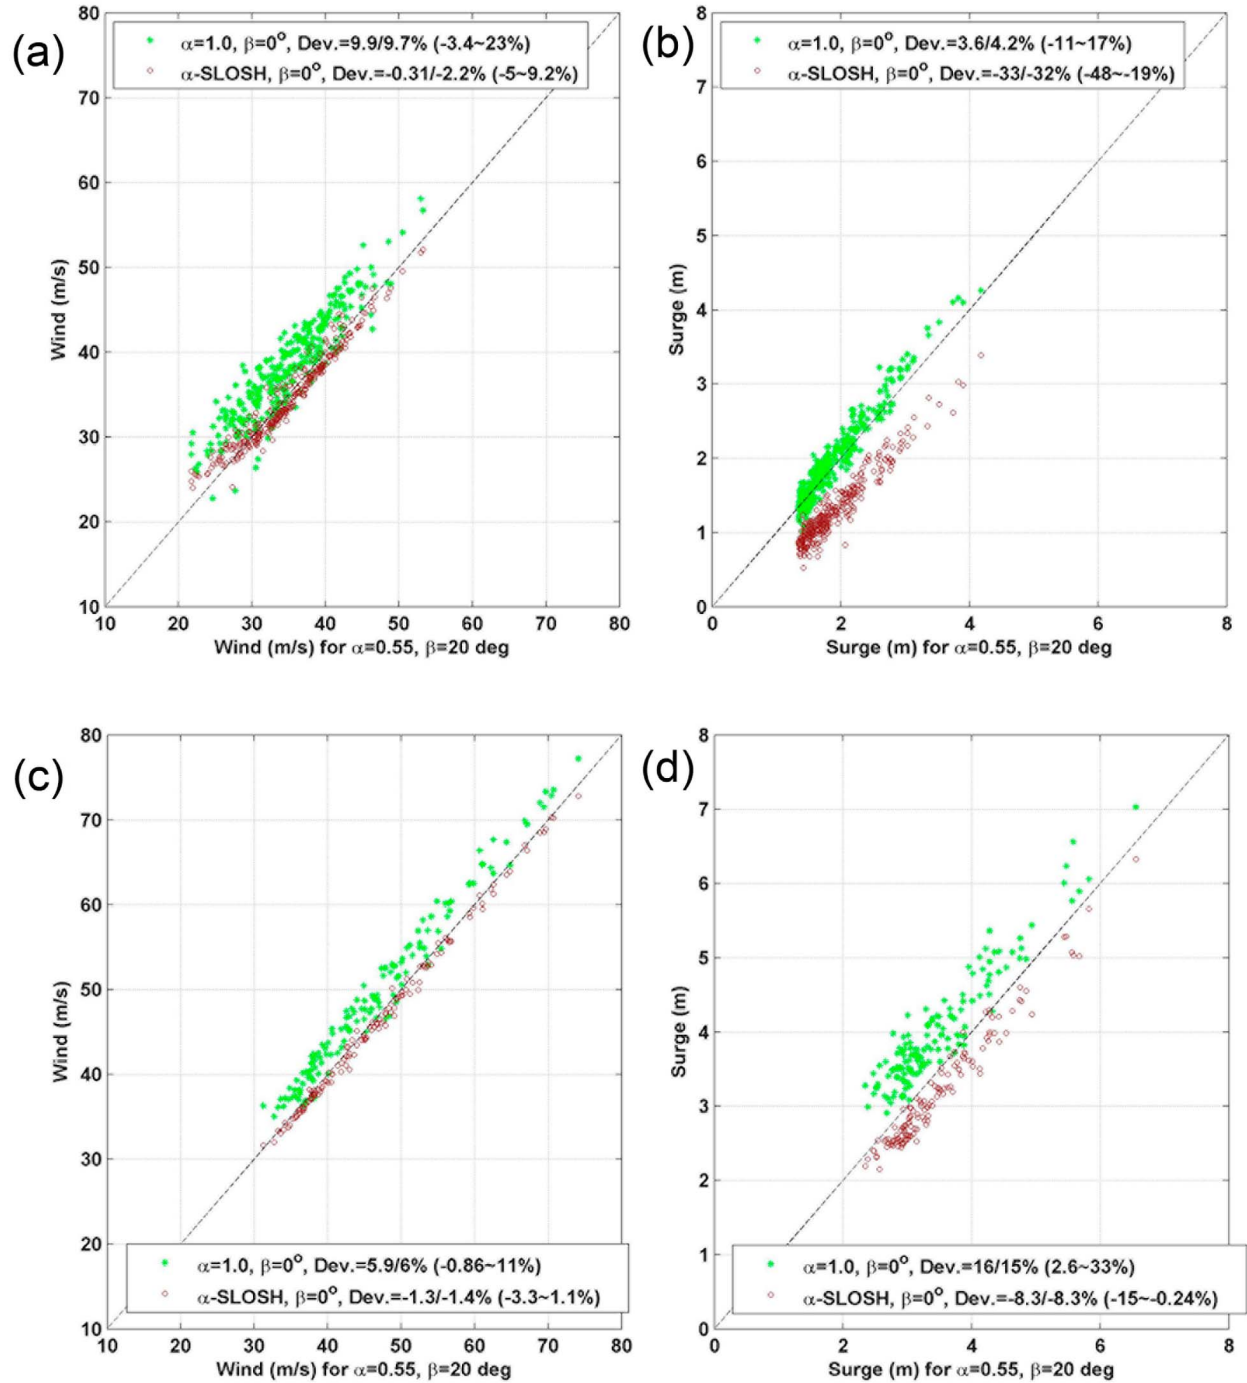 (a)
80
70
60
50
40
30
20
10
Wind (m/s)
α=1.0, β=0°, Dev.=9.9/9.7% (-3.4~23%)
α-SLOSH, β=0°, Dev.=-0.31/-2.2% (-5~9.2%)
10 20 30 40 50 60 70 80
Wind (m/s) for α=0.55, β=20 deg
(b)
8
7
6
5
4
3
2
1
0
Surge (m)
α=1.0, β=0°, Dev.=3.6/4.2% (-11~17%)
α-SLOSH, β=0°, Dev.=-33/-32% (-48~-19%)
0 2 4 6 8
Surge (m) for α=0.55, β=20 deg
(c)
80
70
60
50
40
30
20
10
Wind (m/s)
α=1.0, β=0°, Dev.=5.9/6% (-0.86~11%)
α-SLOSH, β=0°, Dev.=-1.3/-1.4% (-3.3~1.1%)
10 20 30 40 50 60 70 80
Wind (m/s) for α=0.55, β=20 deg
(d)
8
7
6
5
4
3
2
1
0
Surge (m)
α=1.0, β=0°, Dev.=16/15% (2.6~33%)
α-SLOSH, β=0°, Dev.=-8.3/-8.3% (-15~-0.24%)
0 2 4 6 8
Surge (m) for α=0.55, β=20 deg